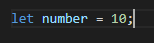 let number = 10;